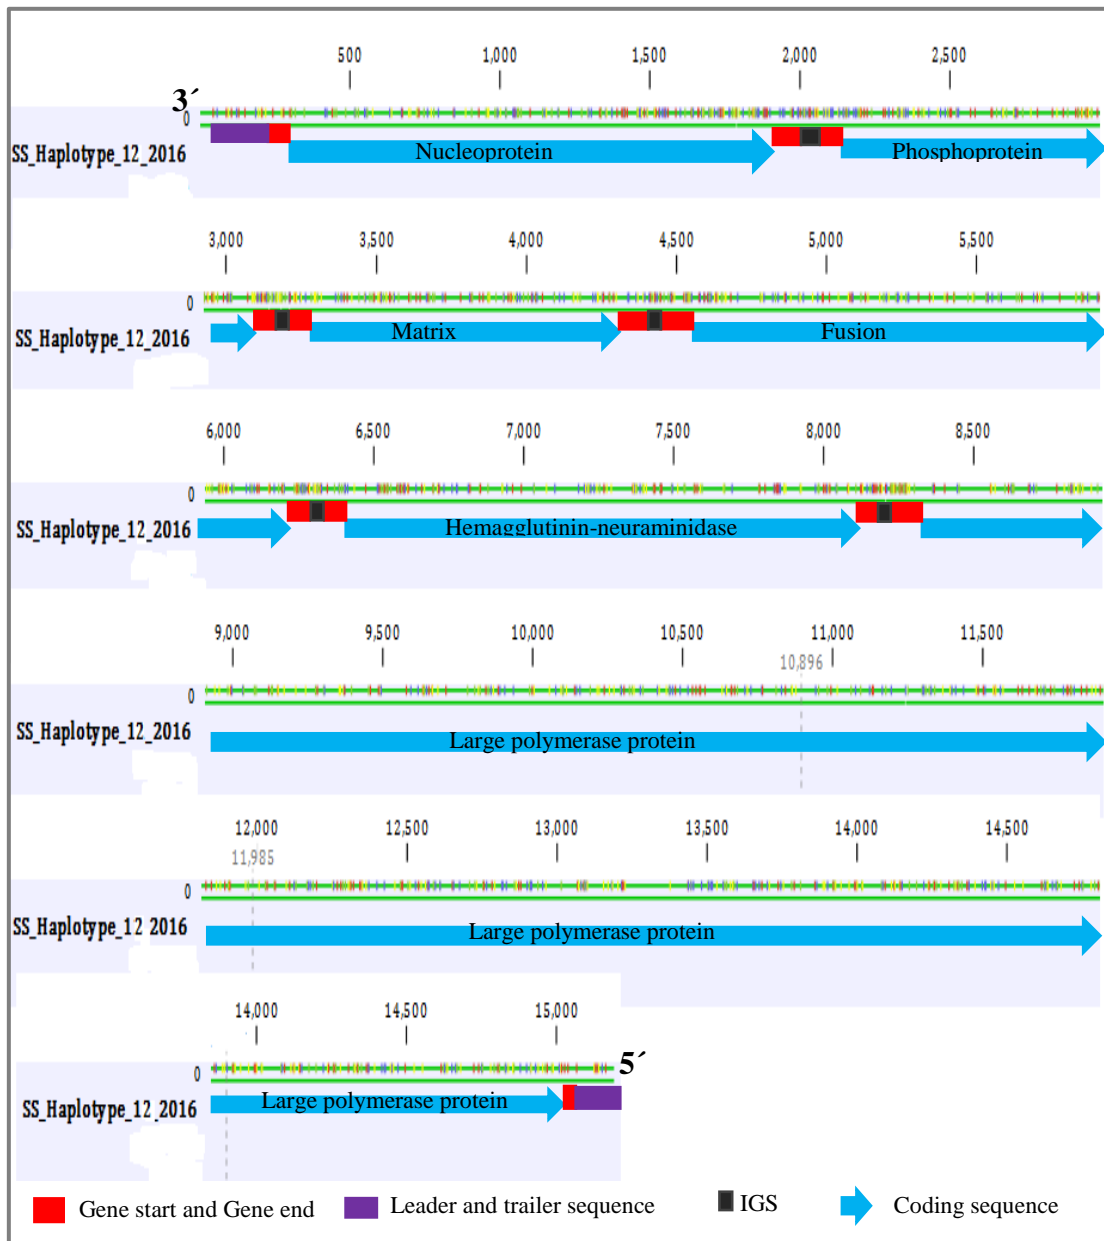 500 1,000 1,500 2,000 2,500
3´
0
SS_Haplotype_12_2016 Nucleoprotein Phosphoprotein
3,000 3,500 4,000 4,500 5,000 5,500
0
SS_Haplotype_12_2016 Matrix Fusion
6,000 6,500 7,000 7,500 8,000 8,500
0
SS_Haplotype_12_2016 Hemagglutinin-neuraminidase
9,000 9,500 10,000 10,500 11,000 11,500
10,896
0
SS_Haplotype_12_2016 Large polymerase protein
12,000 12,500 13,000 13,500 14,000 14,500
11,985
0
SS_Haplotype_12 2016 Large polymerase protein
14,000 14,500 15,000
5´
0
SS_Haplotype_12_2016 Large polymerase protein
Gene start and Gene end Leader and trailer sequence IGS Coding sequence